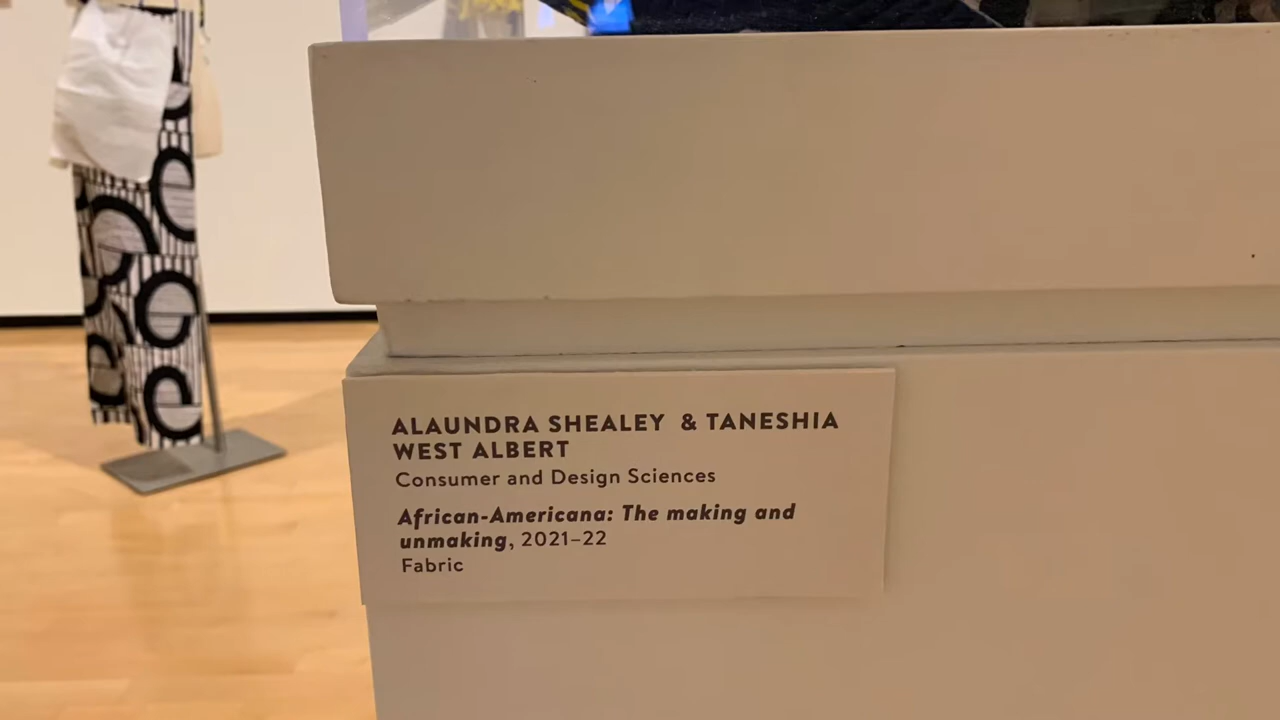 ALAUNDRA SHEALEY & TANESHIA
WEST ALBERT
Consumer and Design Sciences
African-Americana: The making and
unmaking, 2021–22
Fabric